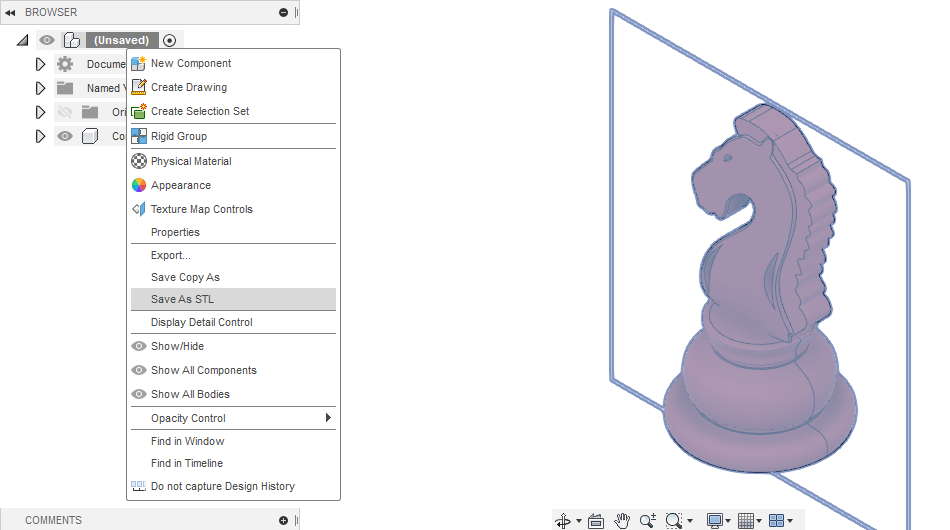 BROWSER
(Unsaved)
Docume
Named V
Ori
Co
New Component
Create Drawing
Create Selection Set
Rigid Group
Physical Material
Appearance
Texture Map Controls
Properties
Export...
Save Copy As
Save As STL
Display Detail Control
Show/Hide
Show All Components
Show All Bodies
Opacity Control
Find in Window
Find in Timeline
Do not capture Design History
COMMENTS